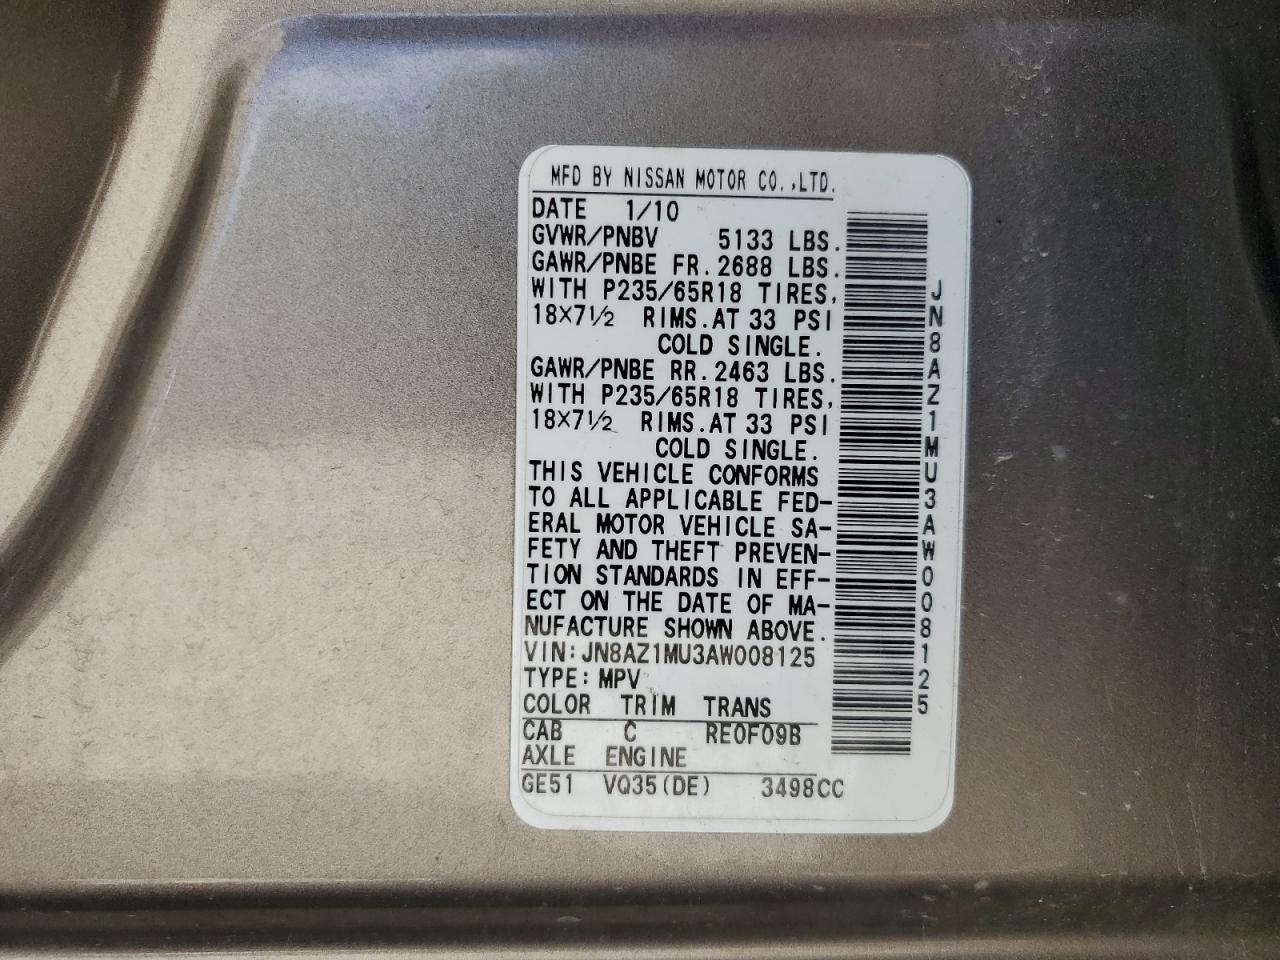 MFD BY NISSAN MOTOR CO.,LTD.
DATE 1/10
GVWR/PNBV 5133 LBS.
GAWR/PNBE FR.2688 LBS.
WITH P235/65R18 TIRES,
18X7½ RIMS.AT 33 PSI
COLD SINGLE.
GAWR/PNBE RR.2463 LBS.
WITH P235/65R18 TIRES,
18X7½ RIMS.AT 33 PSI
COLD SINGLE.
THIS VEHICLE CONFORMS
TO ALL APPLICABLE FED-
ERAL MOTOR VEHICLE SA-
FETY AND THEFT PREVEN-
TION STANDARDS IN EFF-
ECT ON THE DATE OF MA-
NUFACTURE SHOWN ABOVE.
VIN:JN8AZ1MU3AW008125
TYPE:MPV
COLOR TRIM TRANS
CAB C RE0F09B
AXLE ENGINE
GE51 VQ35(DE) 3498CC
JN8AZ1MU3AW008125